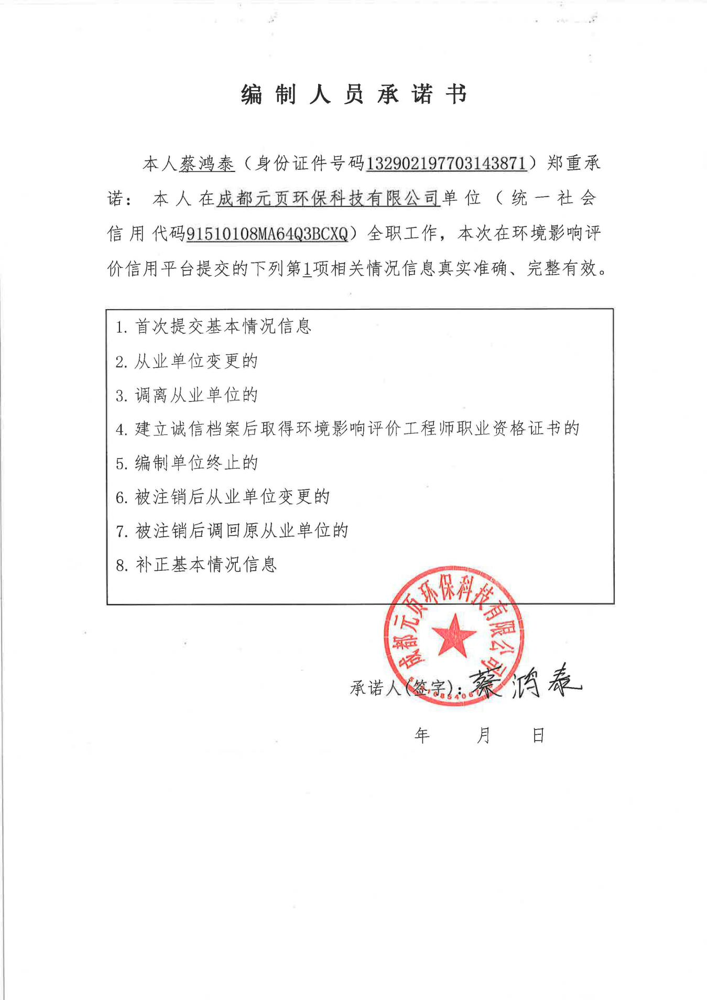 编制人员承诺书
本人蔡鸿泰（身份证件号码132902197703143871）郑重承
诺： 本人在成都元页环保科技有限公司单位（统一社会
信用代码91510108MA64Q3BCXQ）全职工作，本次在环境影响评
价信用平台提交的下列第1项相关情况信息真实准确、完整有效。
1. 首次提交基本情况信息
2. 从业单位变更的
3. 调离从业单位的
4. 建立诚信档案后取得环境影响评价工程师职业资格证书的
5. 编制单位终止的
6. 被注销后从业单位变更的
7. 被注销后调回原从业单位的
8. 补正基本情况信息
成都元页环保科技有限公司
承诺人(签字)：蔡鸿泰
年 月 日